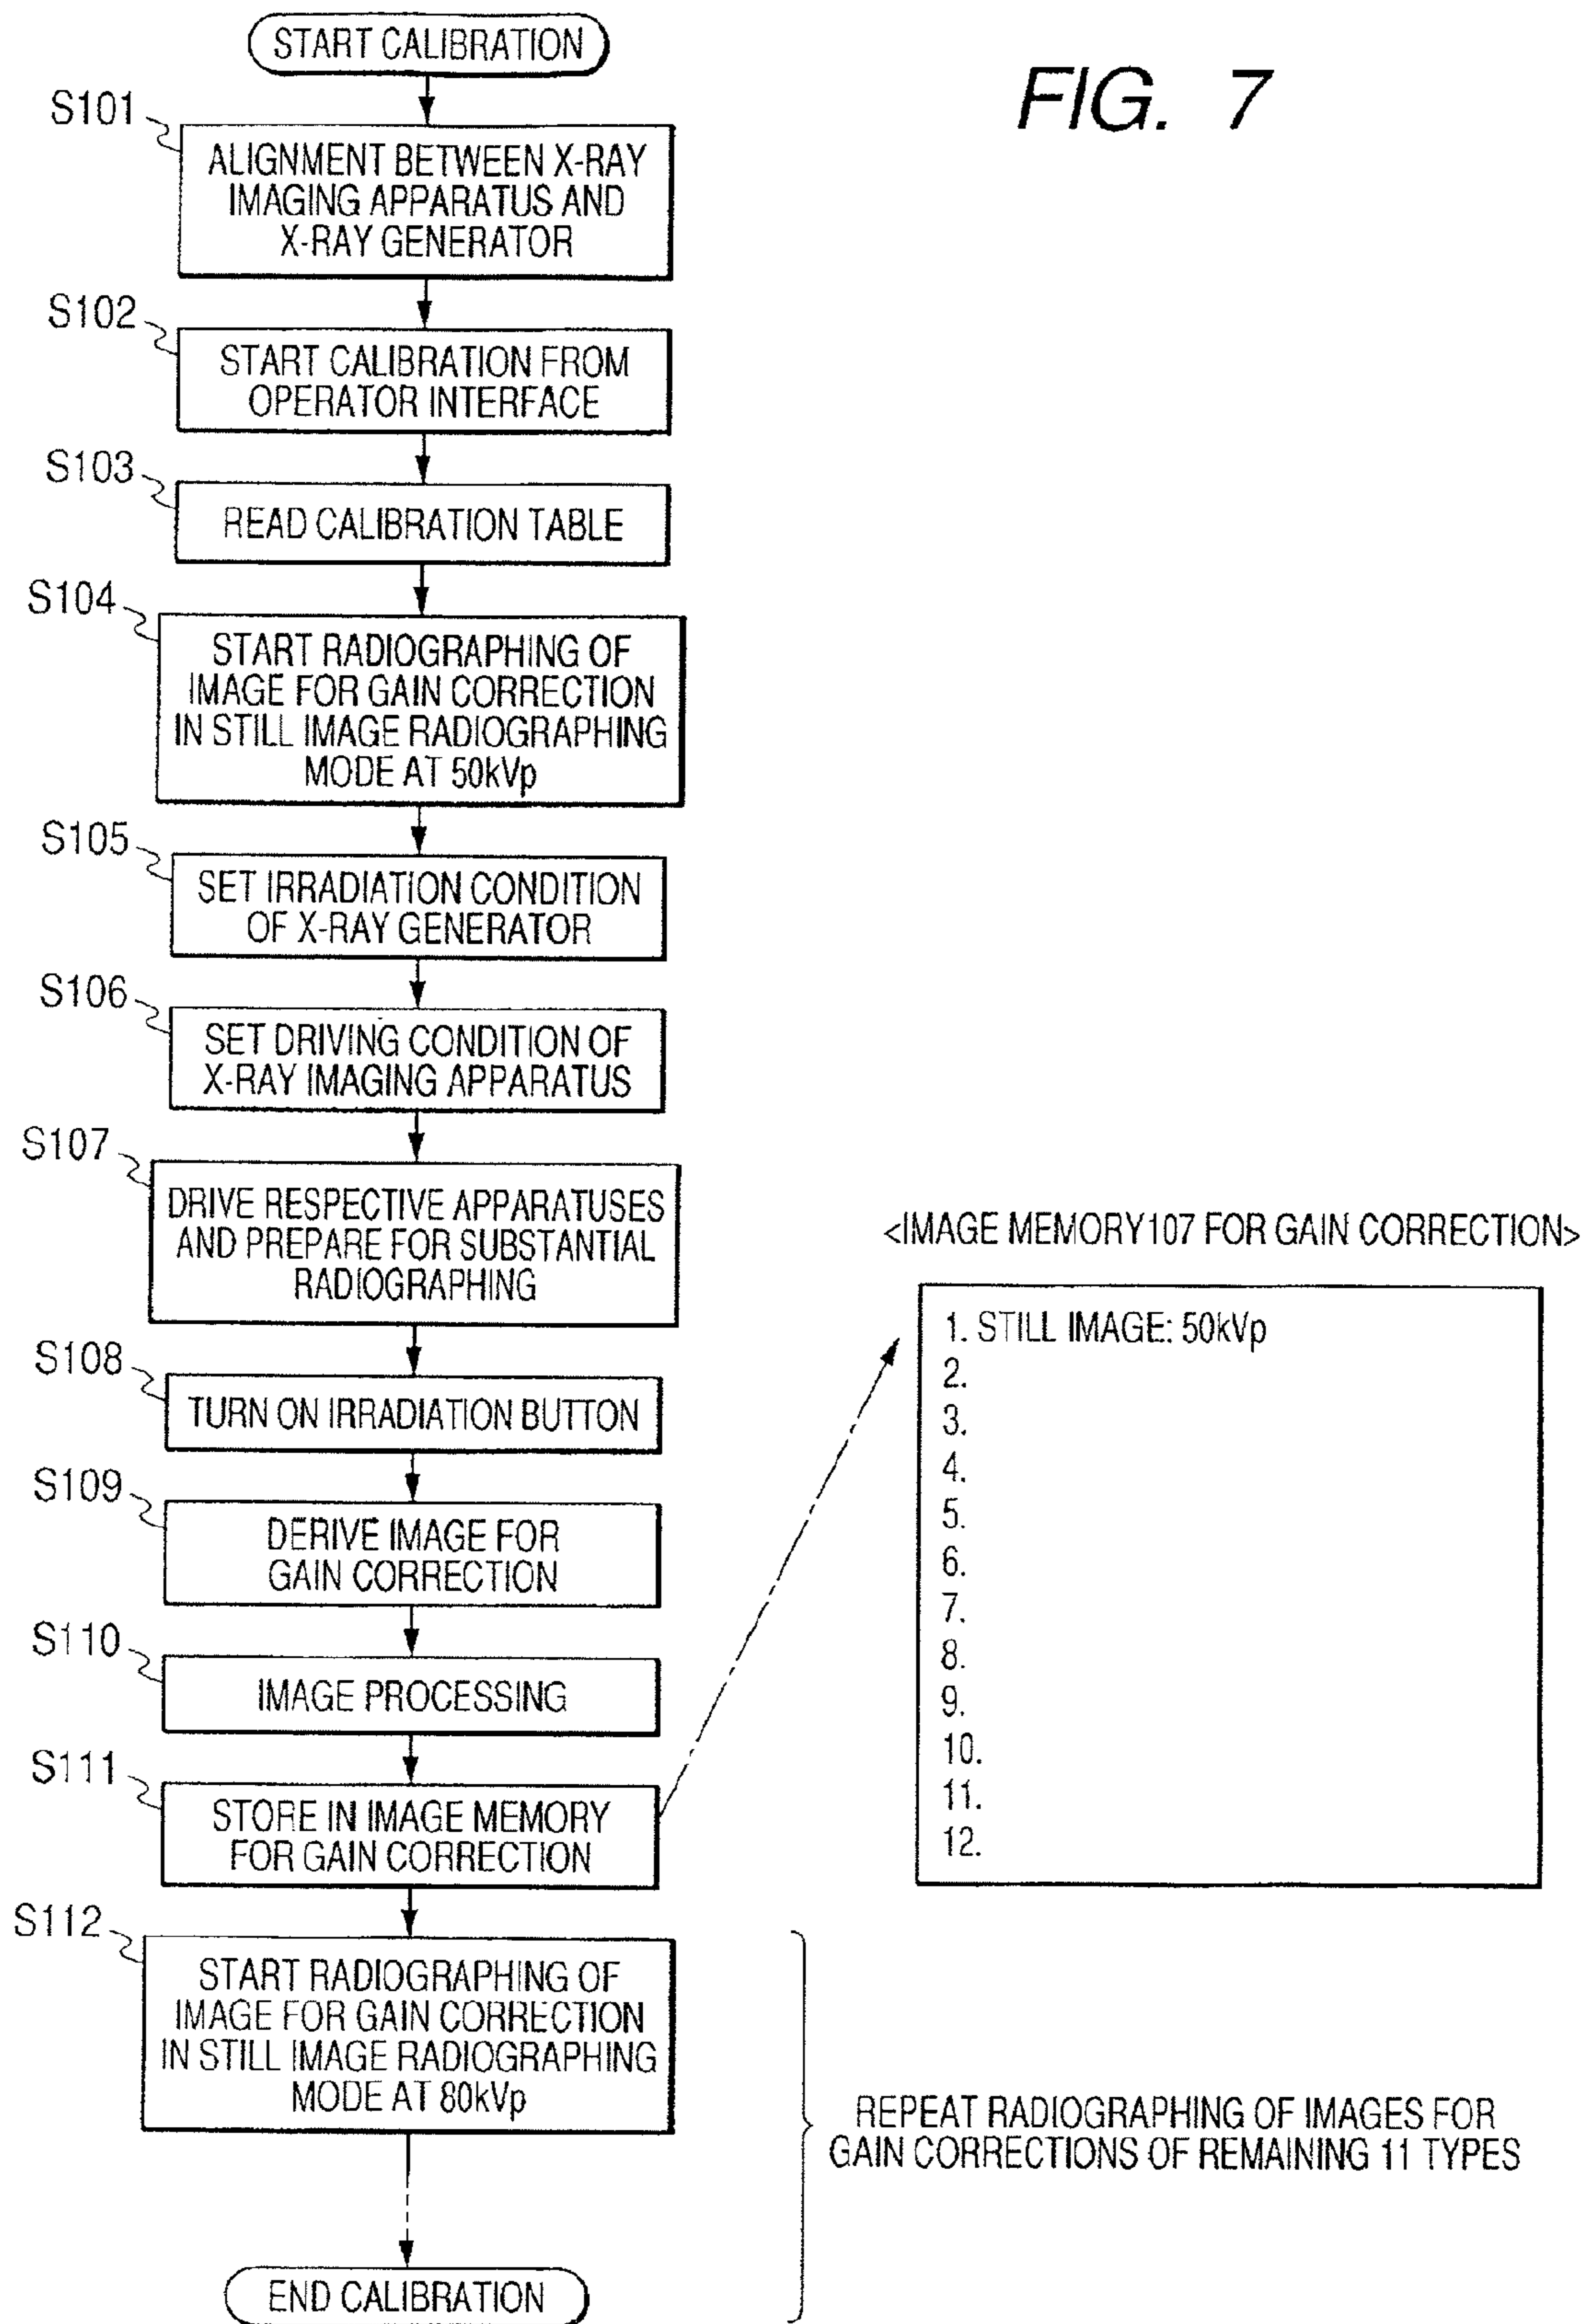 FIG. 7
START CALIBRATION
S101
ALIGNMENT BETWEEN X-RAY
IMAGING APPARATUS AND
X-RAY GENERATOR
S102
START CALIBRATION FROM
OPERATOR INTERFACE
S103
READ CALIBRATION TABLE
S104
START RADIOGRAPHING OF
IMAGE FOR GAIN CORRECTION
IN STILL IMAGE RADIOGRAPHING
MODE AT 50kVp
S105
SET IRRADIATION CONDITION
OF X-RAY GENERATOR
S106
SET DRIVING CONDITION OF
X-RAY IMAGING APPARATUS
S107
DRIVE RESPECTIVE APPARATUSES
AND PREPARE FOR SUBSTANTIAL
RADIOGRAPHING
S108
TURN ON IRRADIATION BUTTON
S109
DERIVE IMAGE FOR
GAIN CORRECTION
S110
IMAGE PROCESSING
S111
STORE IN IMAGE MEMORY
FOR GAIN CORRECTION
<IMAGE MEMORY107 FOR GAIN CORRECTION>
1. STILL IMAGE: 50kVp
2.
3.
4.
5.
6.
7.
8.
9.
10.
11.
12.
S112
START RADIOGRAPHING OF
IMAGE FOR GAIN CORRECTION
IN STILL IMAGE RADIOGRAPHING
MODE AT 80kVp
REPEAT RADIOGRAPHING OF IMAGES FOR
GAIN CORRECTIONS OF REMAINING 11 TYPES
END CALIBRATION